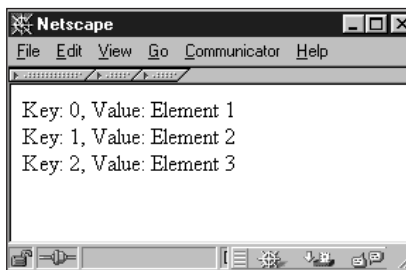 Netscape
File Edit View Go Communicator Help
Key: 0, Value: Element 1
Key: 1, Value: Element 2
Key: 2, Value: Element 3